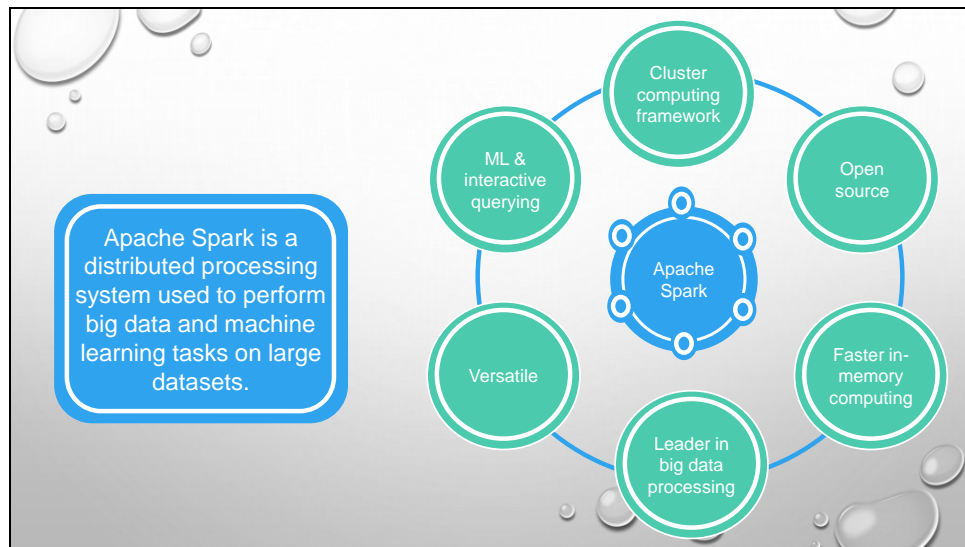 Apache Spark is a
distributed processing
system used to perform
big data and machine
learning tasks on large
datasets.
Cluster
computing
framework
Open
source
Faster in-
memory
computing
Leader in
big data
processing
Versatile
ML &
interactive
querying
Apache
Spark